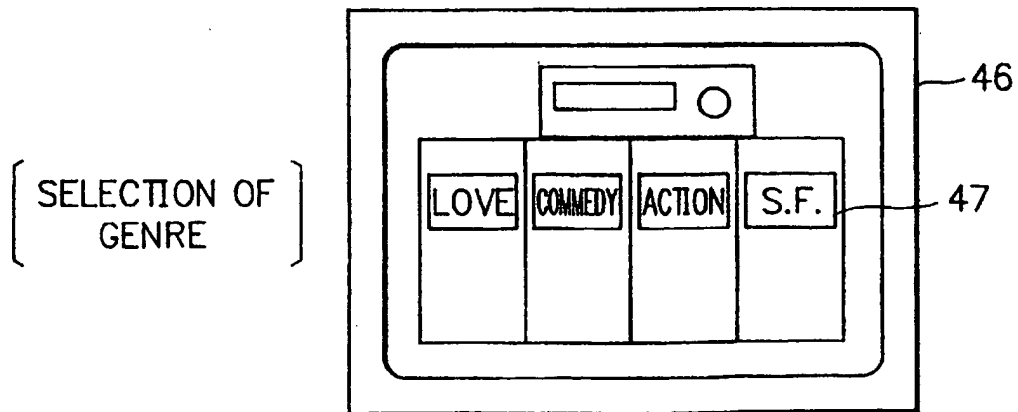 46
SELECTION OF
GENRE
LOVE COMMEDY ACTION S.F.
47